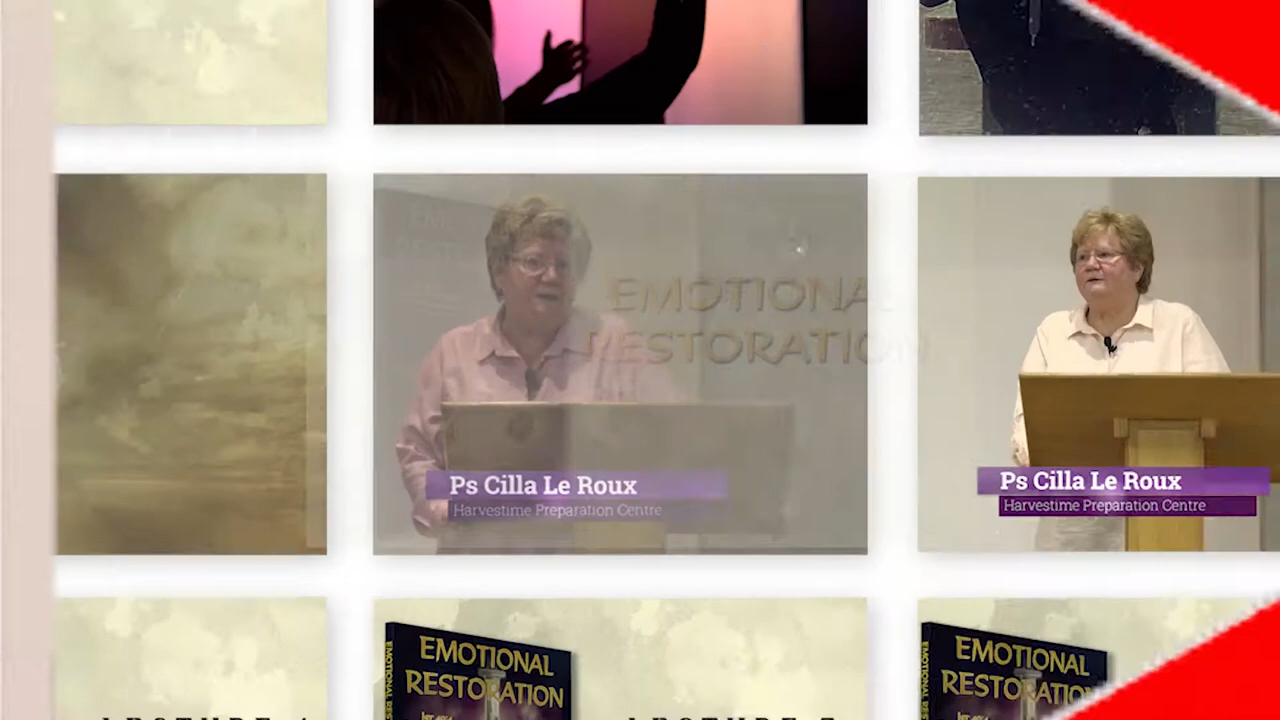 EMOTIONAL
RESTORATION
Ps Cilla Le Roux
Harvestime Preparation Centre
Ps Cilla Le Roux
Harvestime Preparation Centre
EMOTIONAL
RESTORATION
EMOTIONAL
RESTORATION